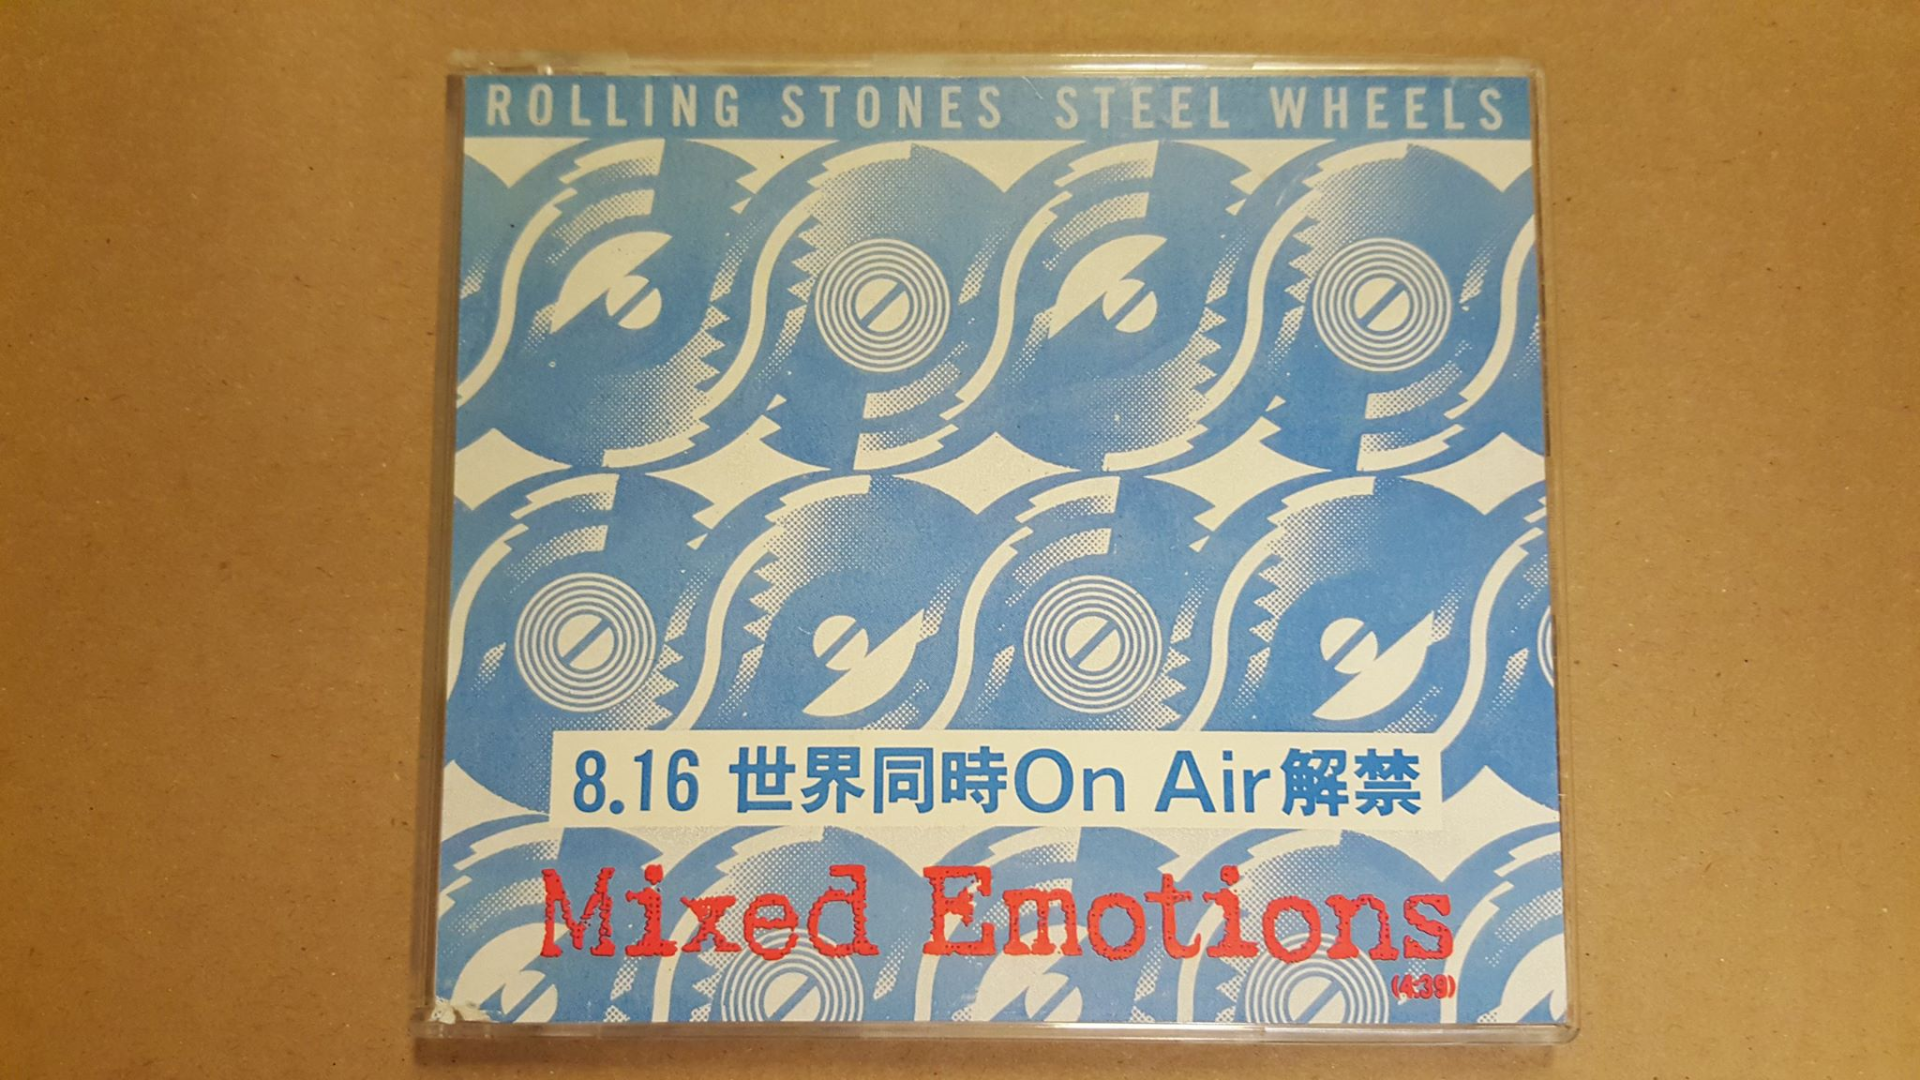 ROLLING STONES STEEL WHEELS
8.16 世界同時On Air解禁
Mixed Emotions
(4:39)